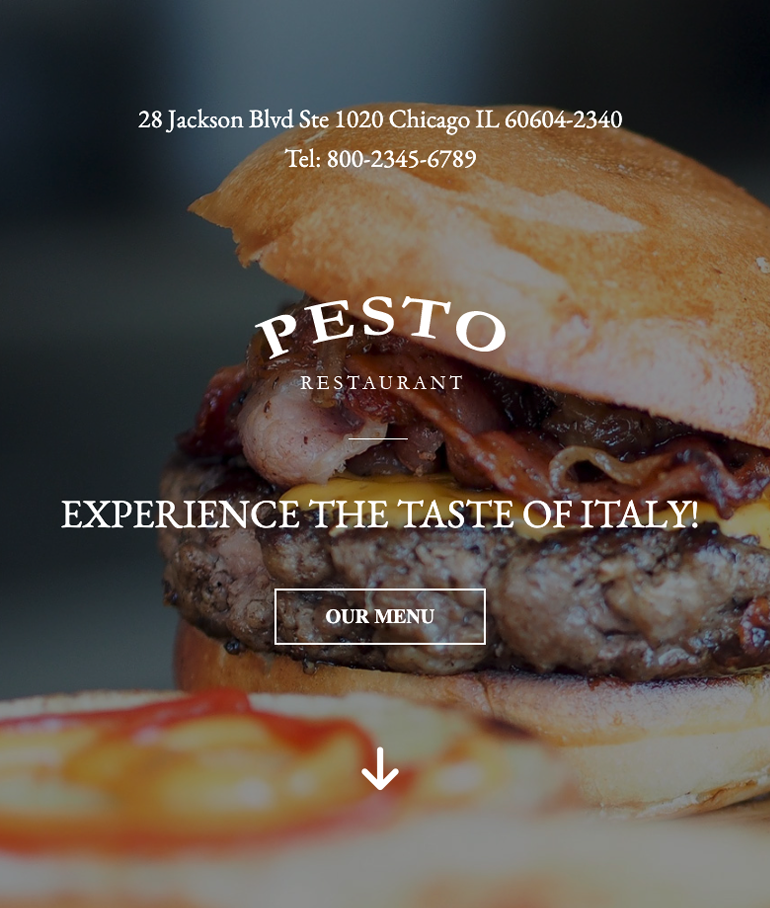 28 Jackson Blvd Ste 1020 Chicago IL 60604-2340
Tel: 800-2345-6789
PESTO
RESTAURANT
EXPERIENCE THE TASTE OF ITALY!
OUR MENU